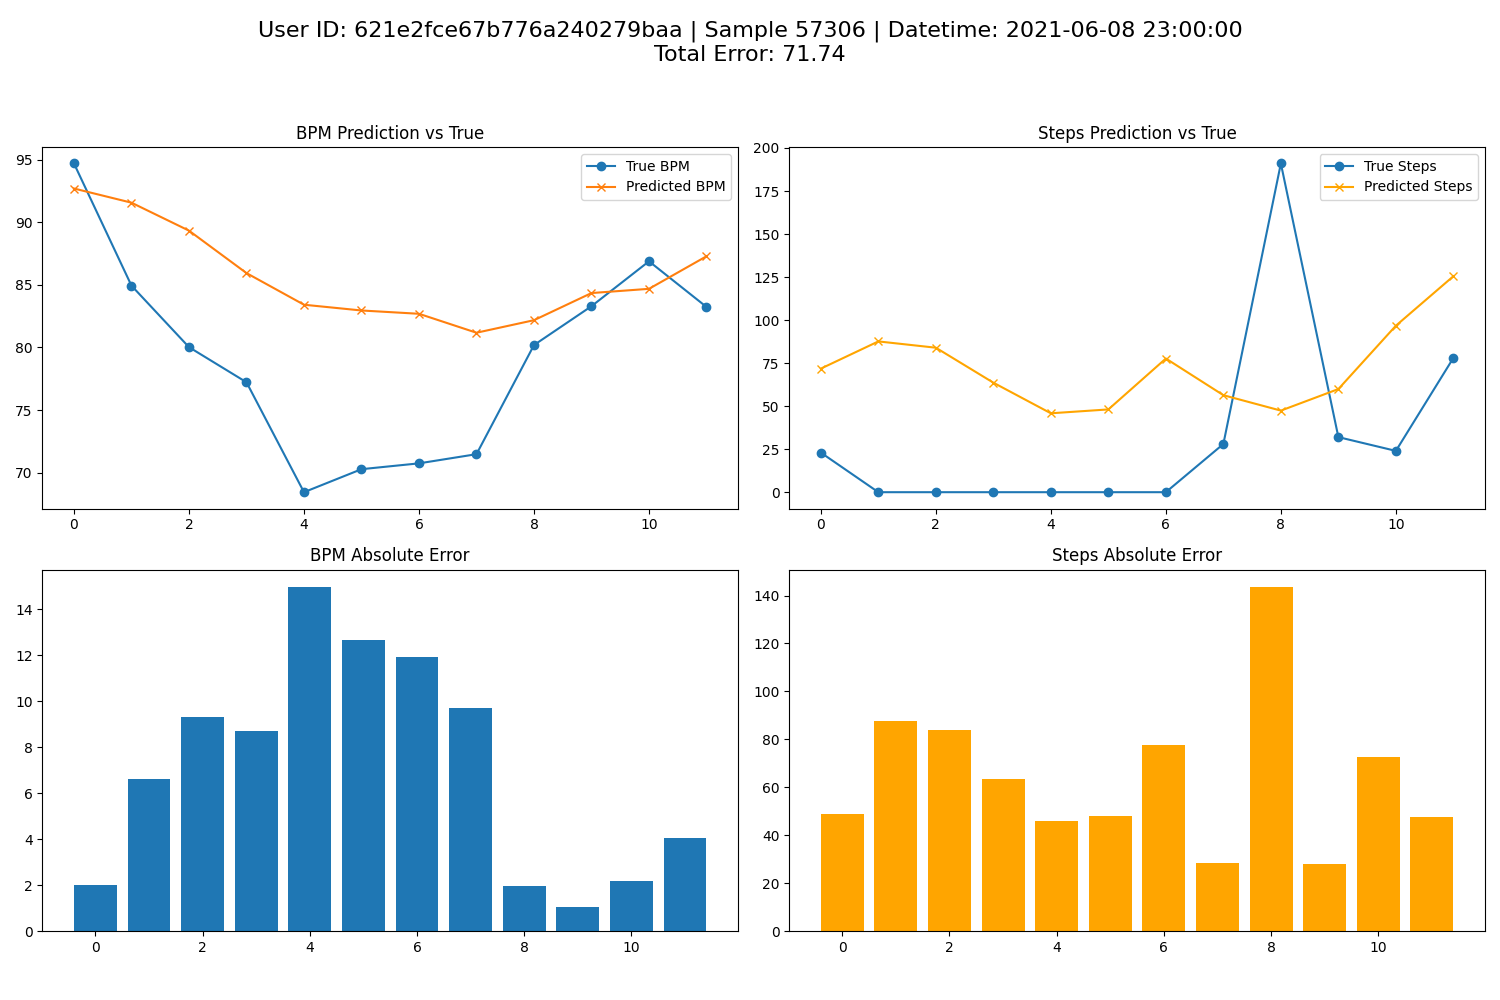 User ID: 621e2fce67b776a240279baa | Sample 57306 | Datetime: 2021-06-08 23:00:00
Total Error: 71.74
BPM Prediction vs True
True BPM
Predicted BPM
95
90
85
80
75
70
0 2 4 6 8 10
Steps Prediction vs True
True Steps
Predicted Steps
200
175
150
125
100
75
50
25
0
0 2 4 6 8 10
BPM Absolute Error
14
12
10
8
6
4
2
0
0 2 4 6 8 10
Steps Absolute Error
140
120
100
80
60
40
20
0
0 2 4 6 8 10